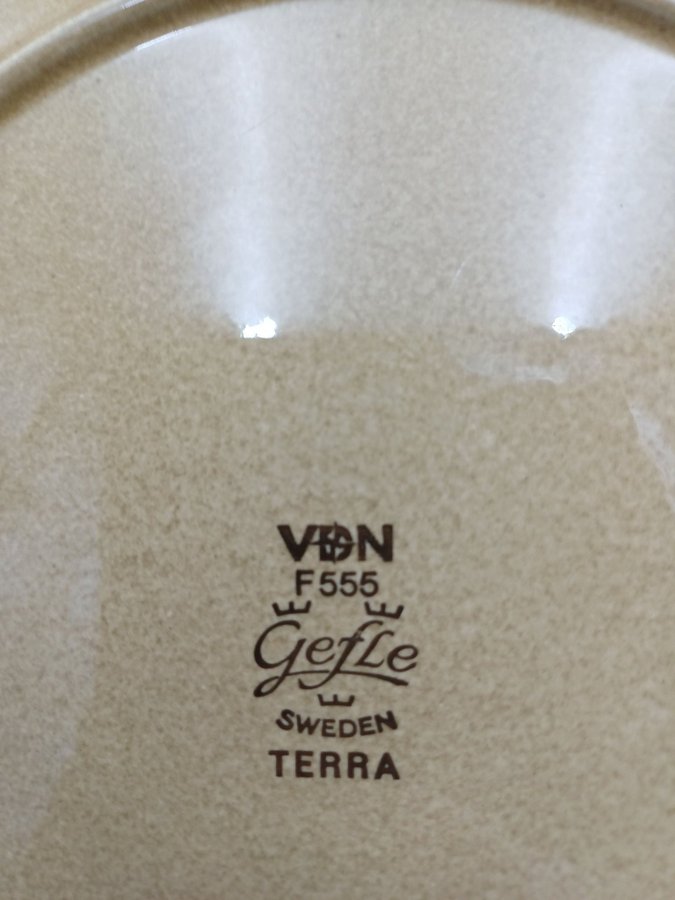 VDN
F555
Gefle
SWEDEN
TERRA